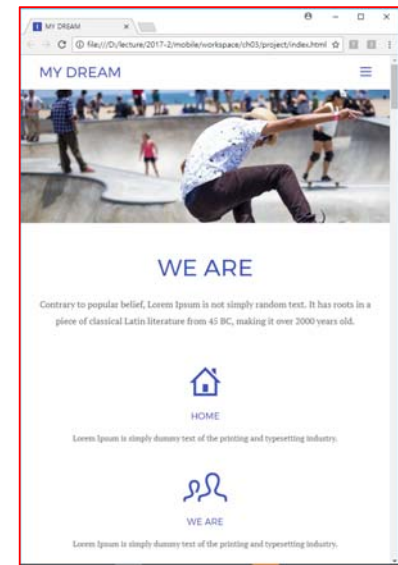 MY DREAM
file:///D:/lecture/2017-2/mobile/workspace/ch03/project/index.html
MY DREAM
WE ARE
Contrary to popular belief, Lorem Ipsum is not simply random text. It has roots in a
piece of classical Latin literature from 45 BC, making it over 2000 years old.
HOME
Lorem Ipsum is simply dummy text of the printing and typesetting industry.
WE ARE
Lorem Ipsum is simply dummy text of the printing and typesetting industry.